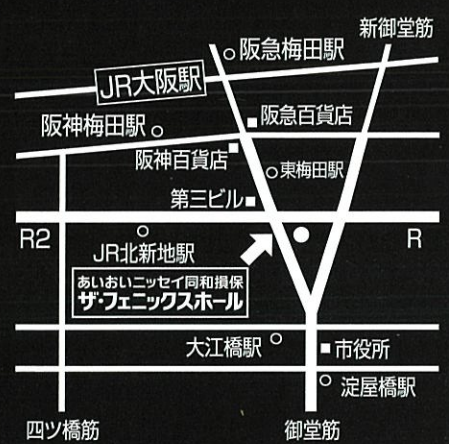 新御堂筋
阪急梅田駅
JR大阪駅
阪急百貨店
阪神梅田駅
阪神百貨店
東梅田駅
第三ビル
R2
R
JR北新地駅
あいおいニッセイ同和損保
ザ・フェニックスホール
大江橋駅
市役所
淀屋橋駅
四ツ橋筋
御堂筋